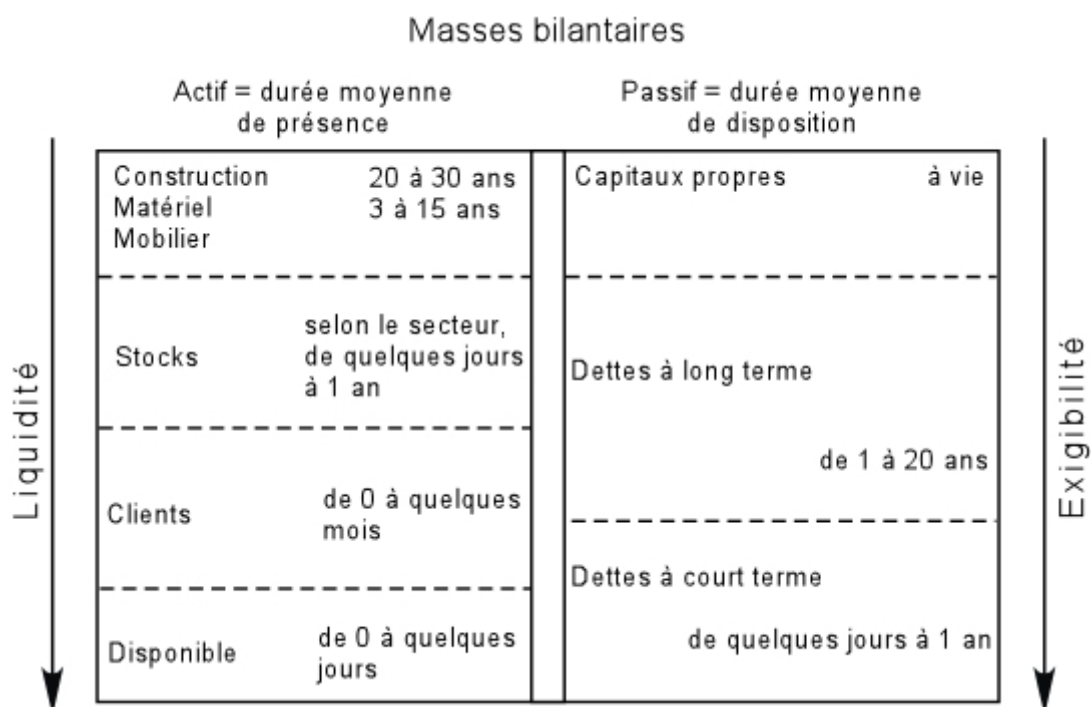 Masses bilantaires
Actif = durée moyenne
de présence
Passif = durée moyenne
de disposition
Liquidité
Construction 20 à 30 ans
Matériel 3 à 15 ans
Mobilier
Stocks
selon le secteur,
de quelques jours
à 1 an
Clients
de 0 à quelques
mois
Disponible
de 0 à quelques
jours
Capitaux propres à vie
Dettes à long terme
de 1 à 20 ans
Dettes à court terme
de quelques jours à 1 an
Exigibilité